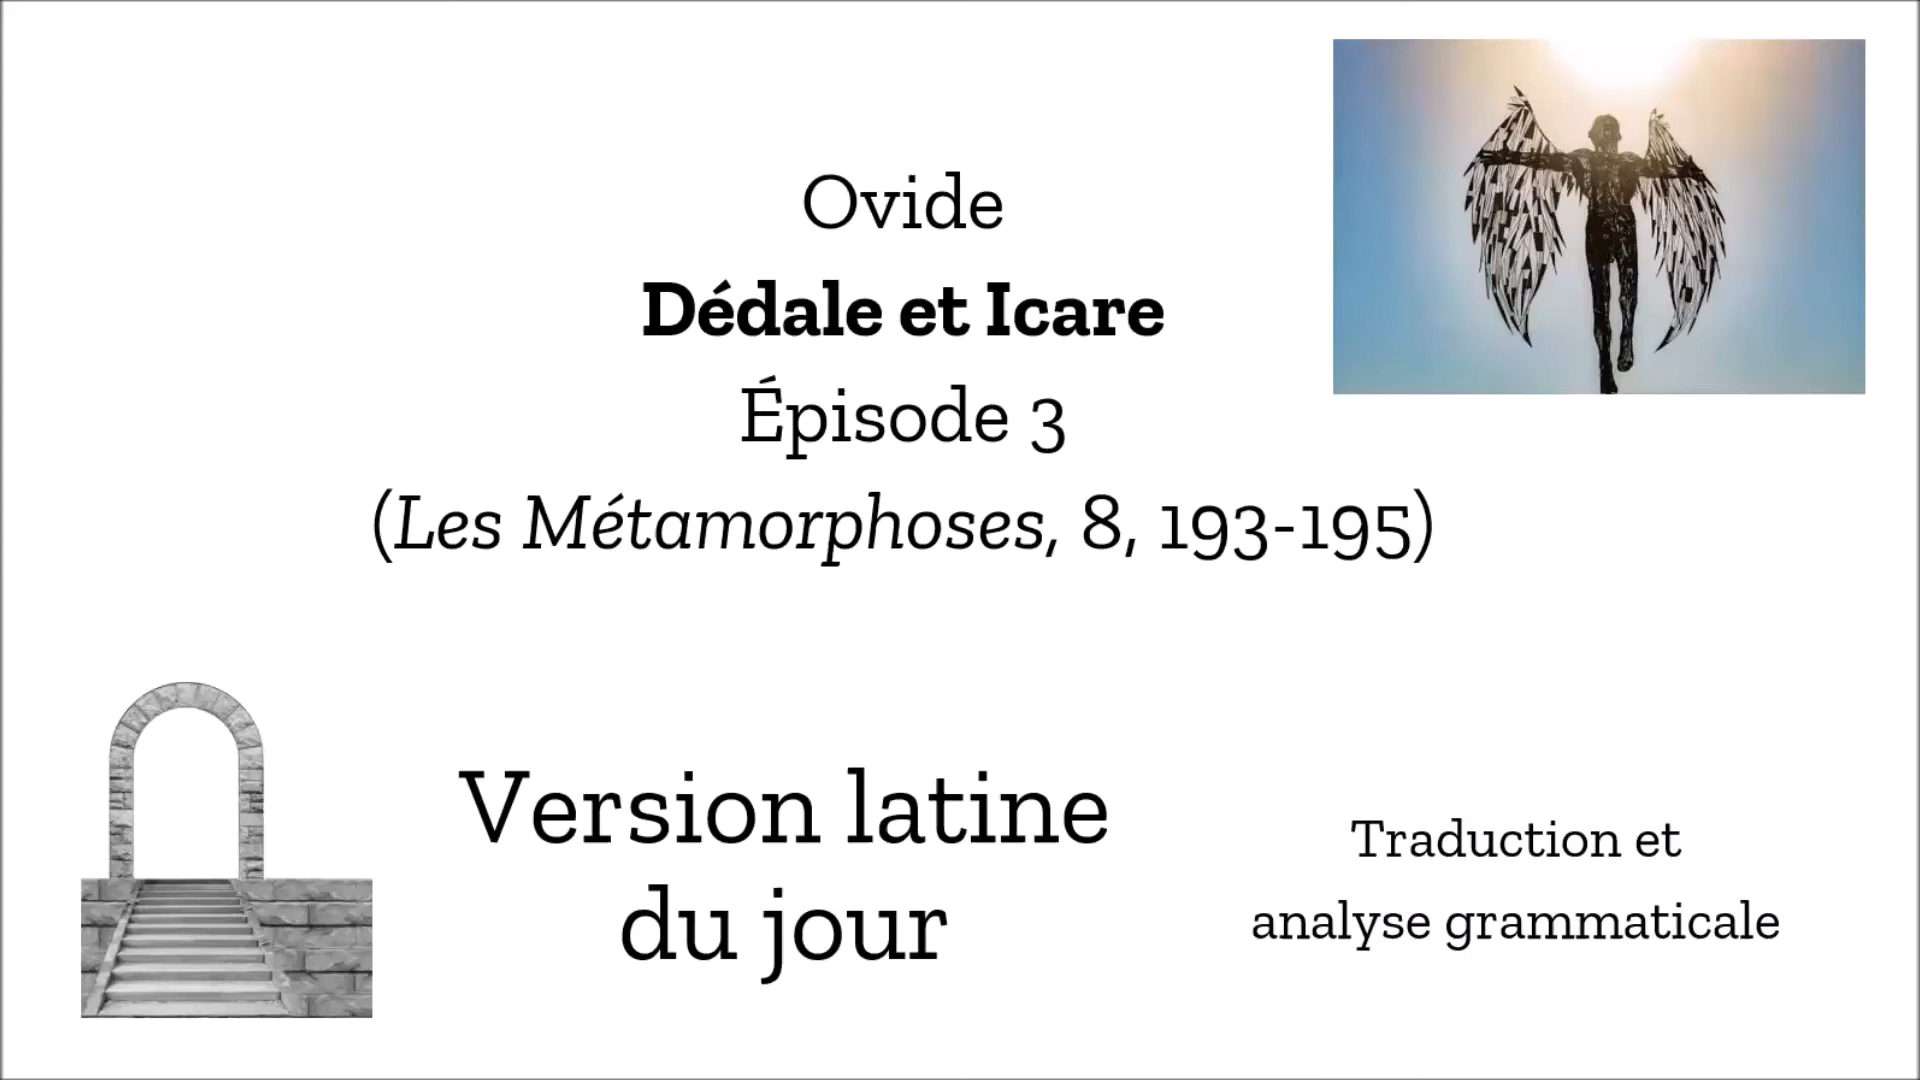 Ovide
Dédale et Icare
Épisode 3
(Les Métamorphoses, 8, 193-195)
Version latine
du jour
Traduction et
analyse grammaticale